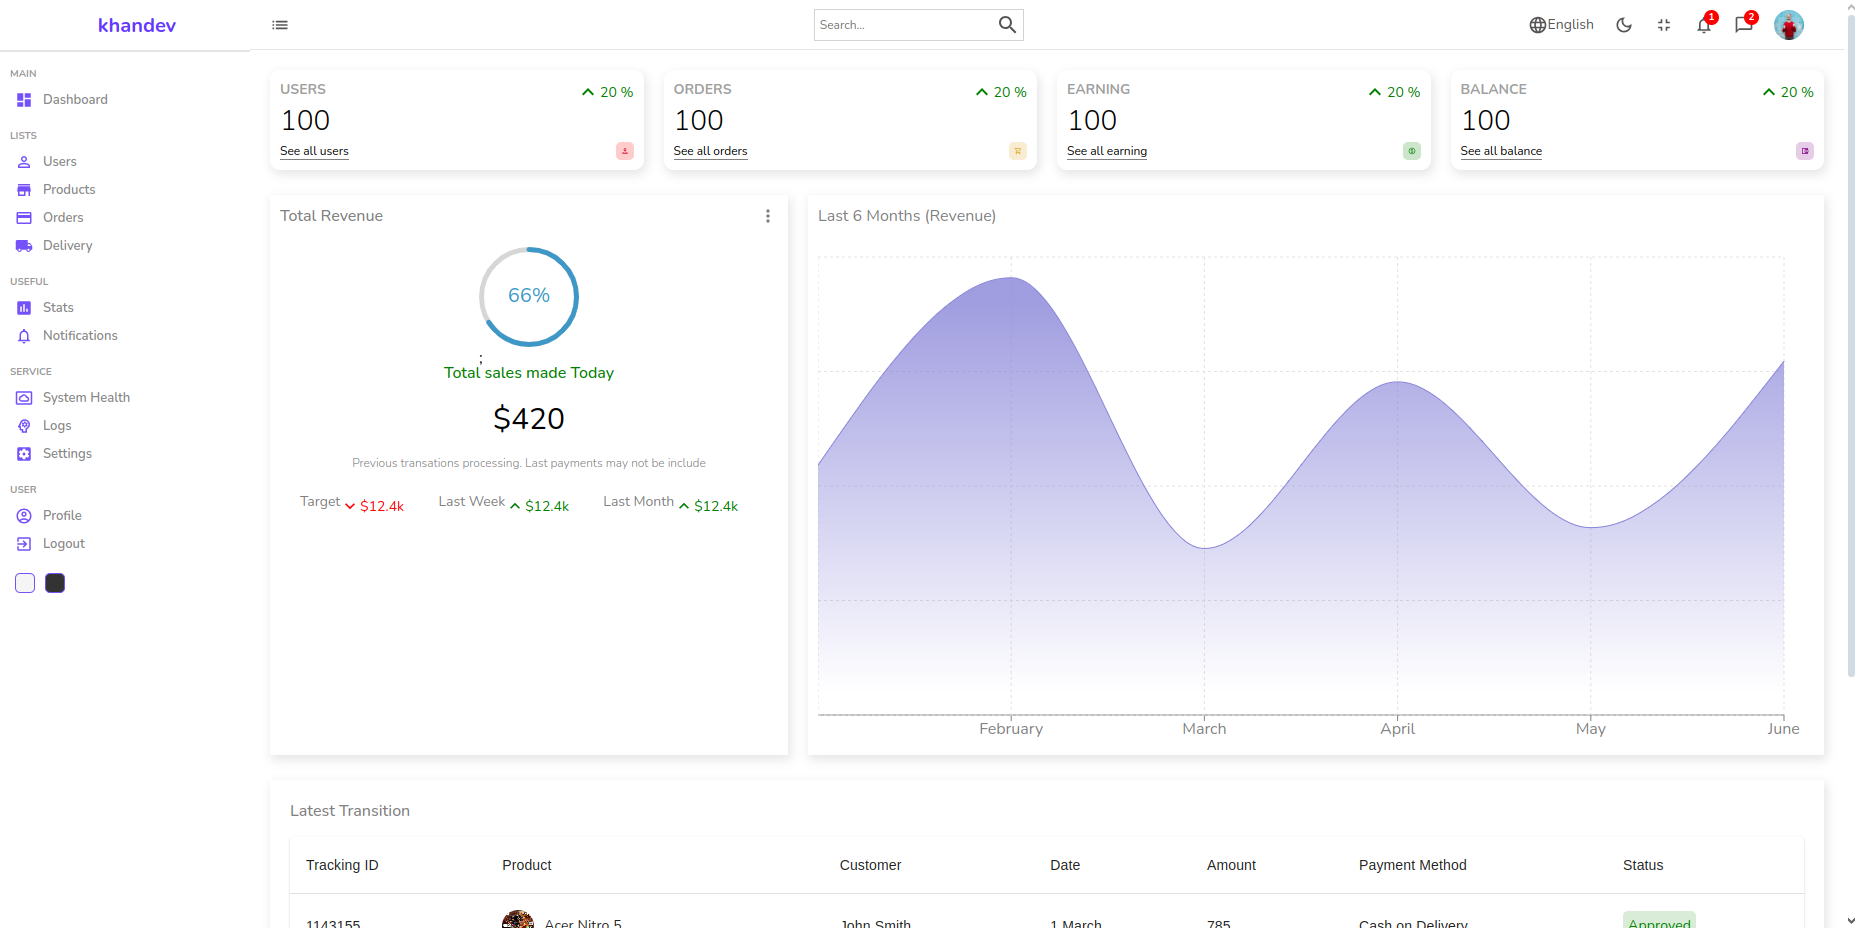 khandev
Search...
English
1
2
MAIN
Dashboard
LISTS
Users
Products
Orders
Delivery
USEFUL
Stats
Notifications
SERVICE
System Health
Logs
Settings
USER
Profile
Logout
USERS
20 %
100
See all users
ORDERS
20 %
100
See all orders
EARNING
20 %
100
See all earning
BALANCE
20 %
100
See all balance
Total Revenue
66%
;
Total sales made Today
$420
Previous transations processing. Last payments may not be include
Target $12.4k Last Week $12.4k Last Month $12.4k
Last 6 Months (Revenue)
February March April May June
Latest Transition
Tracking ID Product Customer Date Amount Payment Method Status
1143155 Acer Nitro 5 John Smith 1 March 785 Cash on Delivery Approved